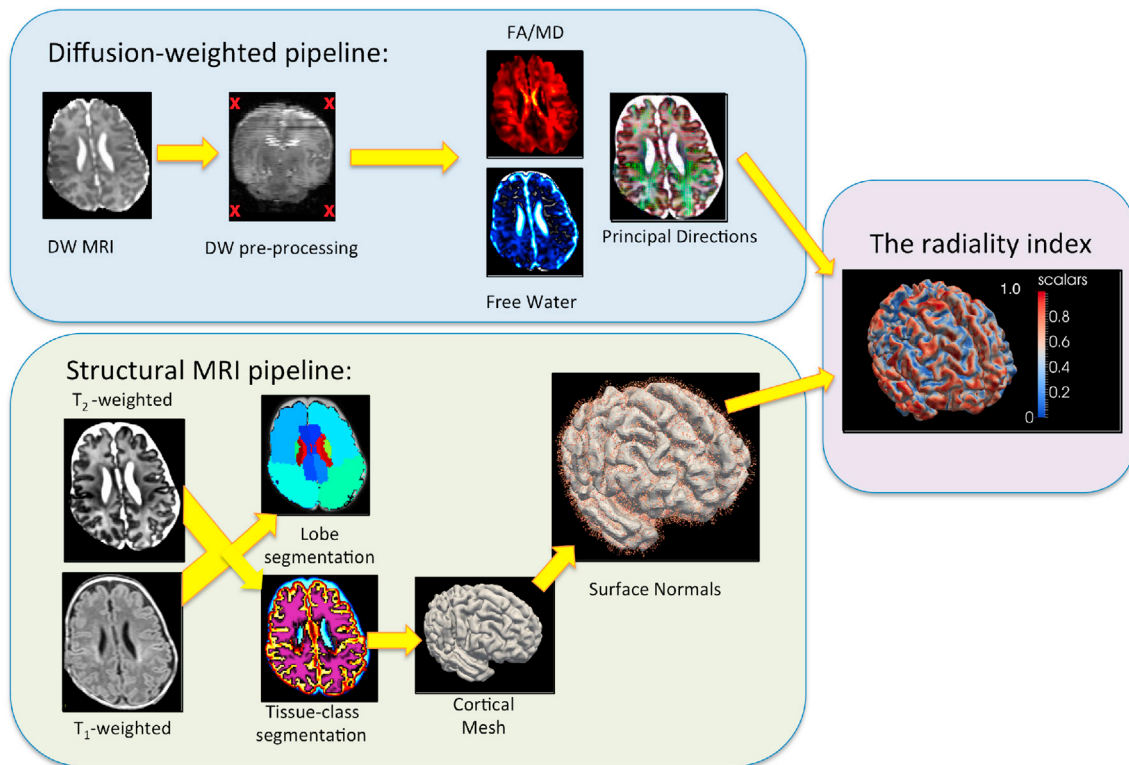 Diffusion-weighted pipeline:
FA/MD
X X
X X
DW MRI
DW pre-processing
Principal Directions
Free Water
The radiality index
1.0 scalars
0.8
0.6
0.4
0.2
0
Structural MRI pipeline:
T₂-weighted
Lobe
segmentation
Surface Normals
T₁-weighted
Tissue-class
segmentation
Cortical
Mesh